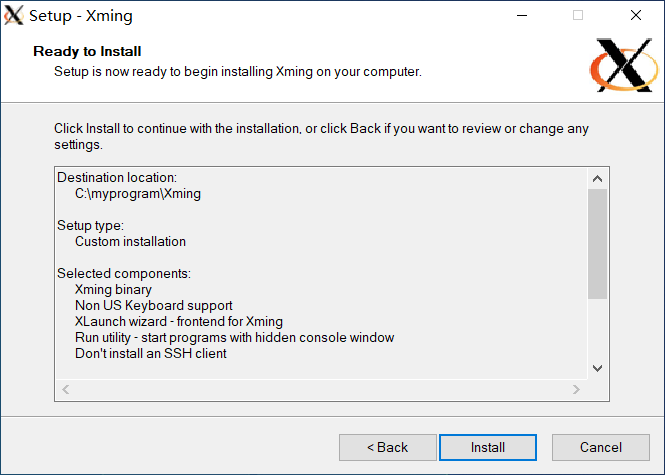 Setup - Xming
Ready to Install
Setup is now ready to begin installing Xming on your computer.
Click Install to continue with the installation, or click Back if you want to review or change any
settings.
Destination location:
C:\myprogram\Xming
Setup type:
Custom installation
Selected components:
Xming binary
Non US Keyboard support
XLaunch wizard - frontend for Xming
Run utility - start programs with hidden console window
Don't install an SSH client
< Back
Install
Cancel